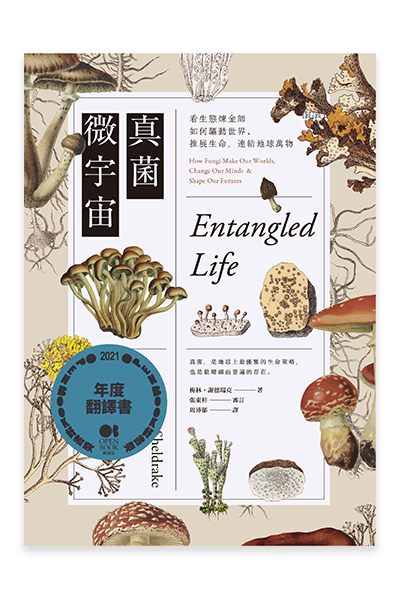 真菌
微宇宙
看生態煉金師
如何驅動世界、
推展生命，連結地球萬物
How Fungi Make Our Worlds,
Change Our Minds &
Shape Our Futures
Entangled
Life
真菌，是地球上最優雅的生命策略，
也是最精細而普遍的存在。
梅林・謝德瑞克——著
張東柱——審訂
周沛郁——譯
Sheldrake
2021
年度
翻譯書
OPEN
BOOK